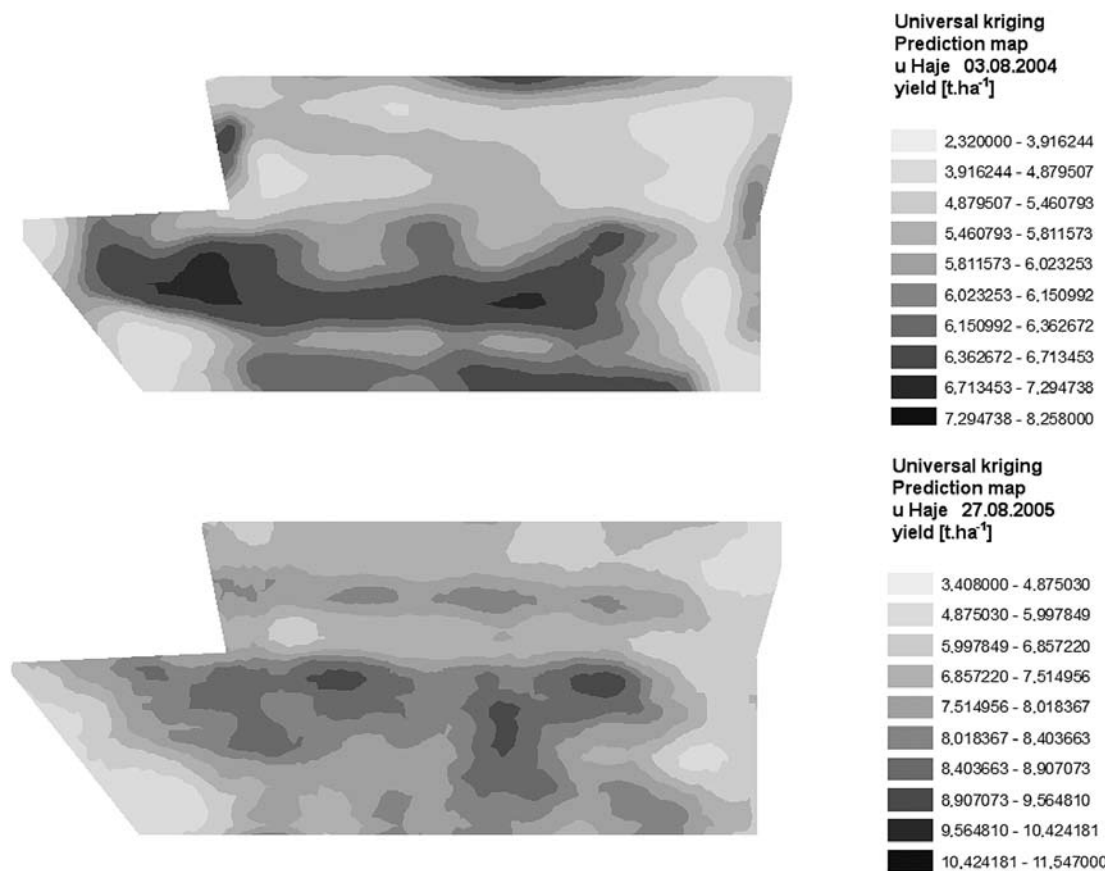 Universal kriging
Prediction map
u Haje 03.08.2004
yield [t.ha⁻¹]
2,320000 - 3,916244
3,916244 - 4,879507
4,879507 - 5,460793
5,460793 - 5,811573
5,811573 - 6,023253
6,023253 - 6,150992
6,150992 - 6,362672
6,362672 - 6,713453
6,713453 - 7,294738
7,294738 - 8,258000
Universal kriging
Prediction map
u Haje 27.08.2005
yield [t.ha⁻¹]
3,408000 - 4,875030
4,875030 - 5,997849
5,997849 - 6,857220
6,857220 - 7,514956
7,514956 - 8,018367
8,018367 - 8,403663
8,403663 - 8,907073
8,907073 - 9,564810
9,564810 - 10,424181
10,424181 - 11,547000